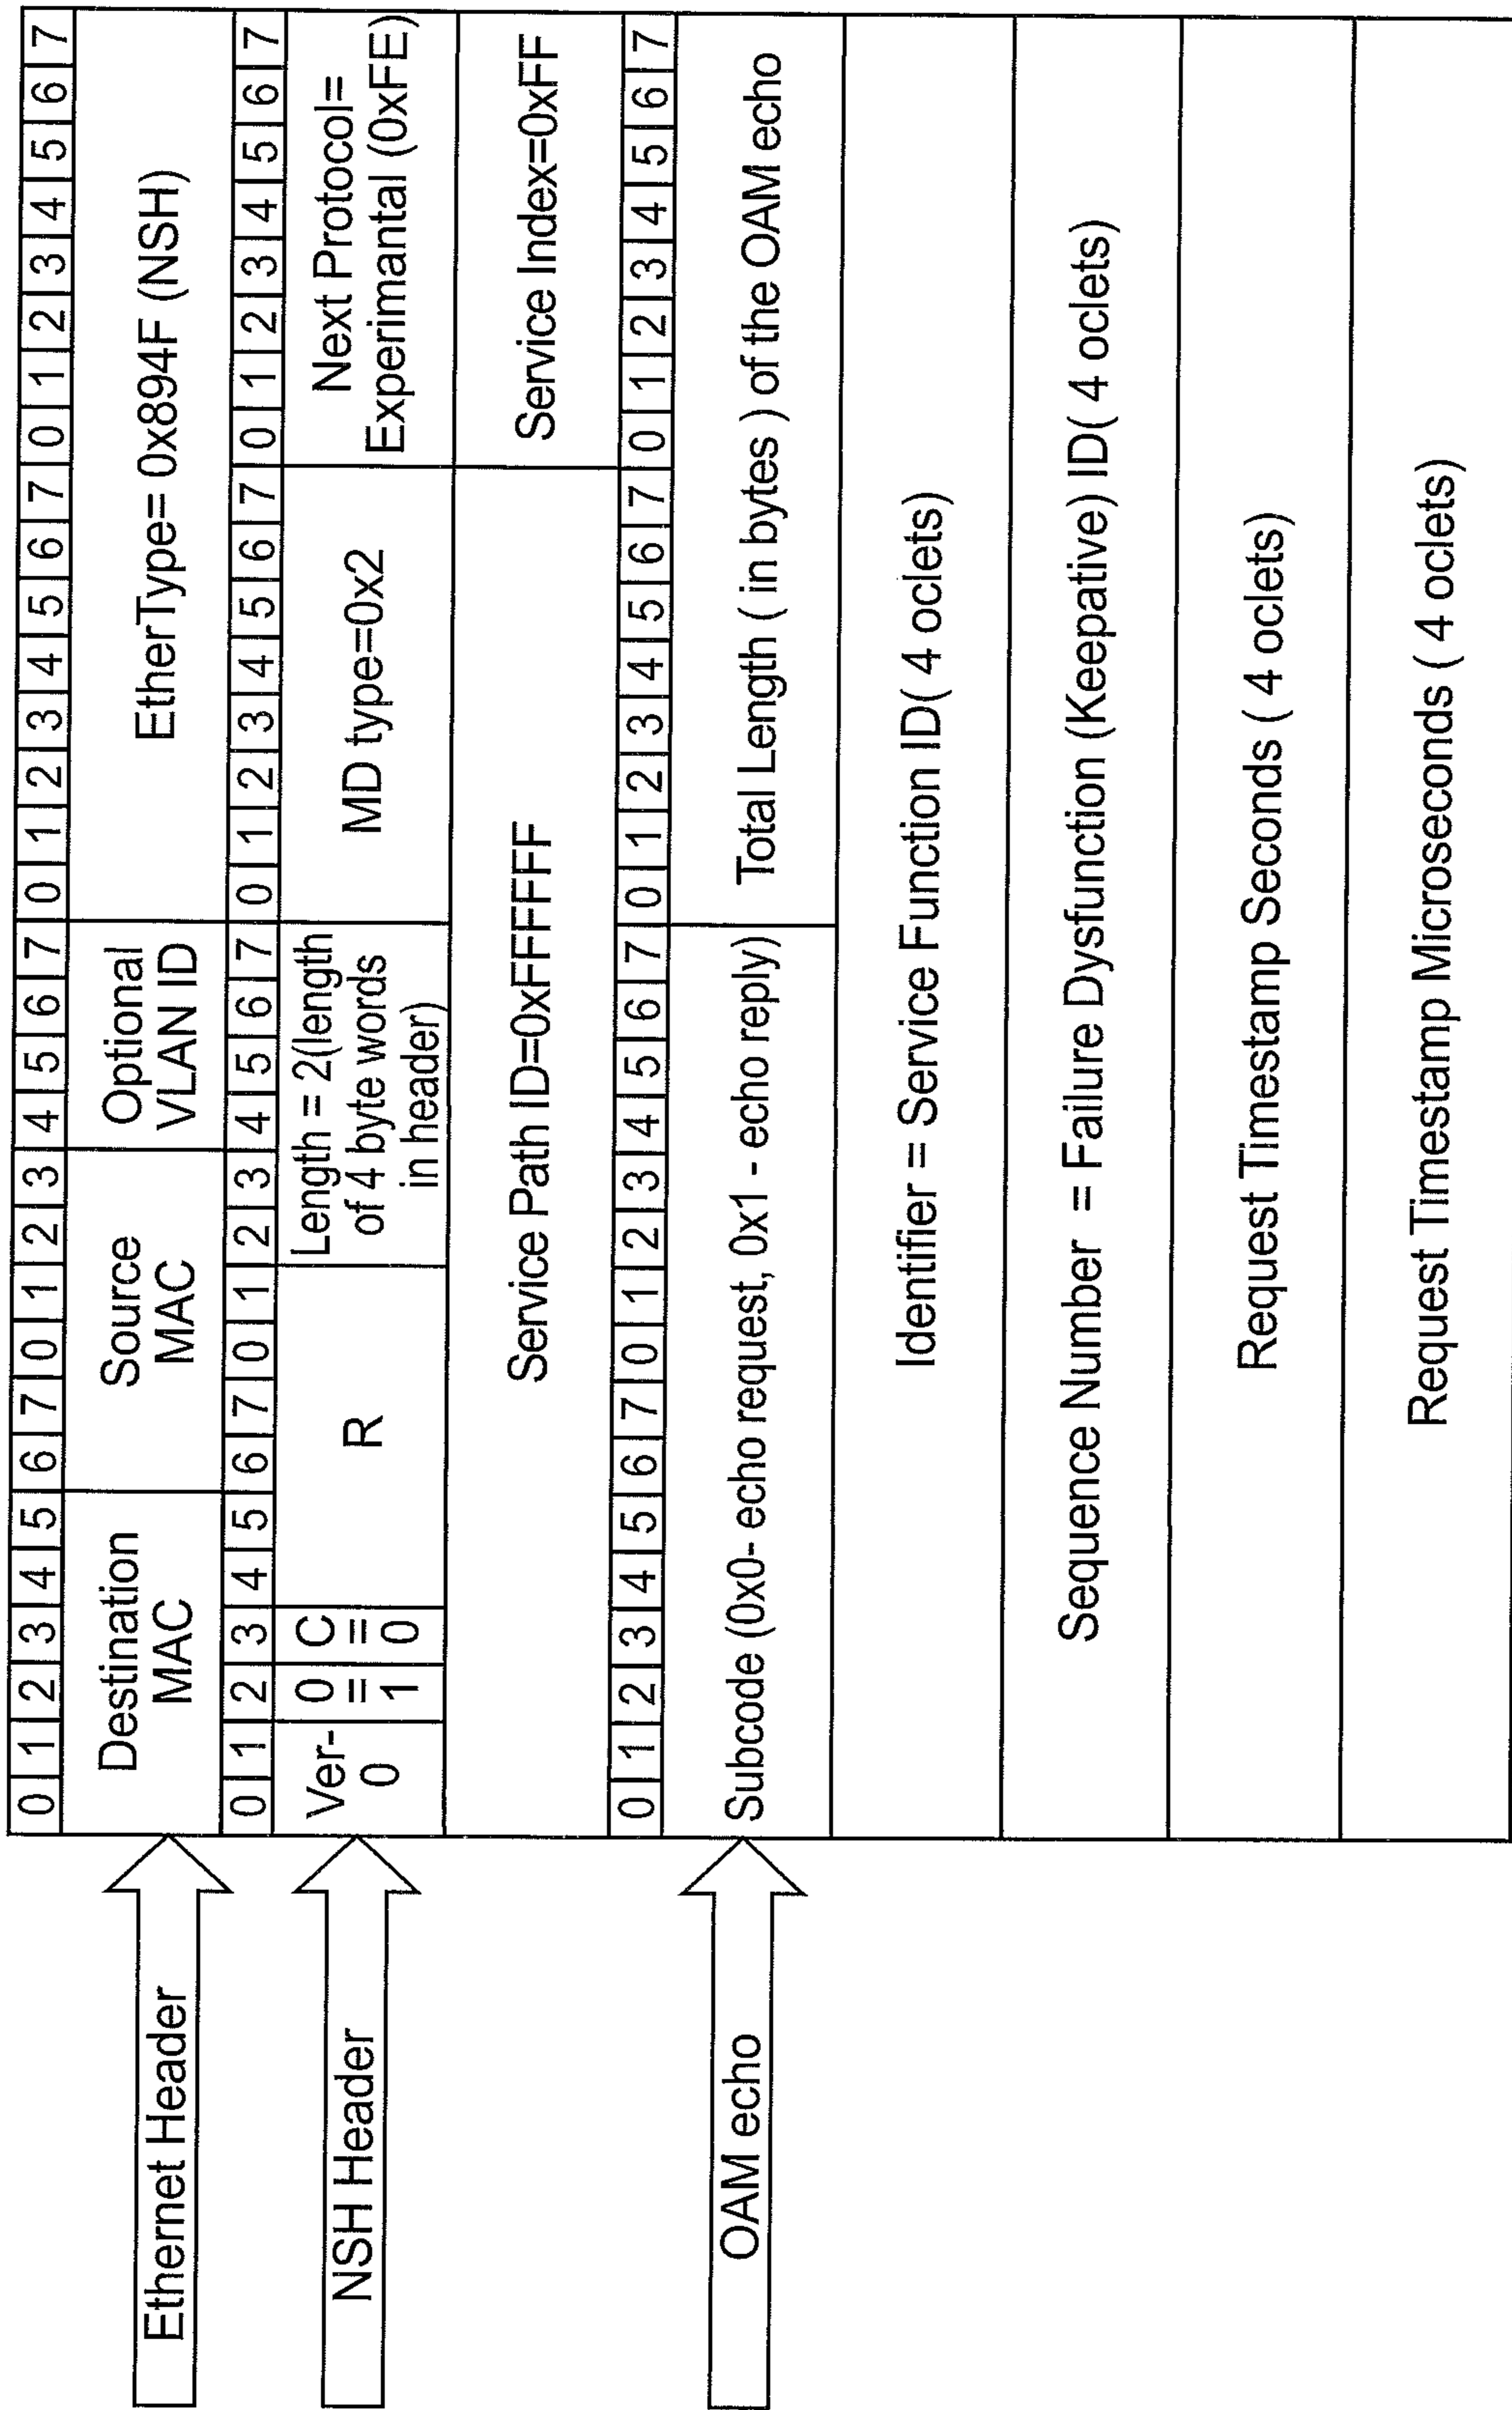 Ethernet Header
0 1 2 3 4 5 6 7 0 1 2 3 4 5 6 7 0 1 2 3 4 5 6 7 0 1 2 3 4 5 6 7
Destination
MAC
Source
MAC
Optional
VLAN ID
EtherType= 0x894F (NSH)
NSH Header
0 1 2 3 4 5 6 7 0 1 2 3 4 5 6 7 0 1 2 3 4 5 6 7 0 1 2 3 4 5 6 7
Ver-
0
0
=
1
C
=
0
R
Length = 2(length
of 4 byte words
in header)
MD type=0x2
Next Protocol=
Experimantal (0xFE)
Service Path ID=0xFFFFFF
Service Index=0xFF
OAM echo
0 1 2 3 4 5 6 7 0 1 2 3 4 5 6 7 0 1 2 3 4 5 6 7 0 1 2 3 4 5 6 7
Subcode (0x0- echo request, 0x1 - echo reply)
Total Length ( in bytes ) of the OAM echo
Identifier = Service Function ID( 4 oclets)
Sequence Number = Failure Dysfunction (Keepative) ID( 4 oclets)
Request Timestamp Seconds ( 4 oclets)
Request Timestamp Microseconds ( 4 oclets)